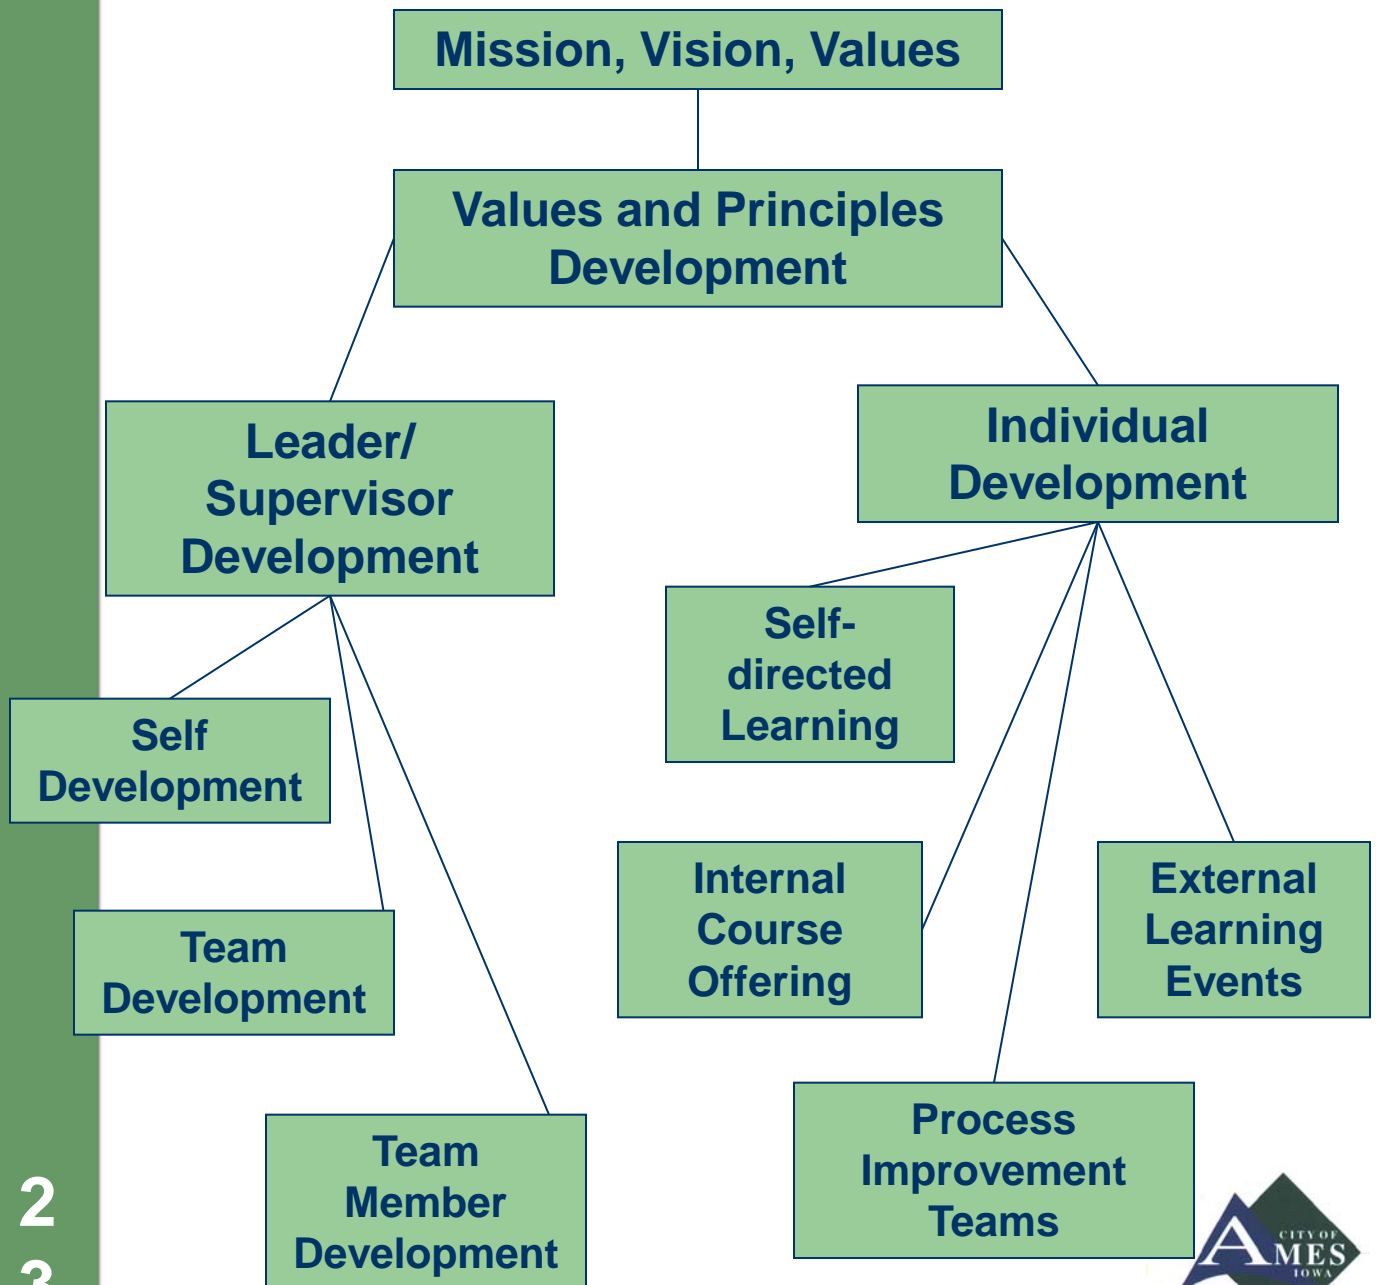 Mission, Vision, Values
Values and Principles
Development
Leader/
Supervisor
Development
Individual
Development
Self-
directed
Learning
Self
Development
Internal
Course
Offering
External
Learning
Events
Team
Development
Process
Improvement
Teams
Team
Member
Development
2
3
CITY OF
AMES
IOWA